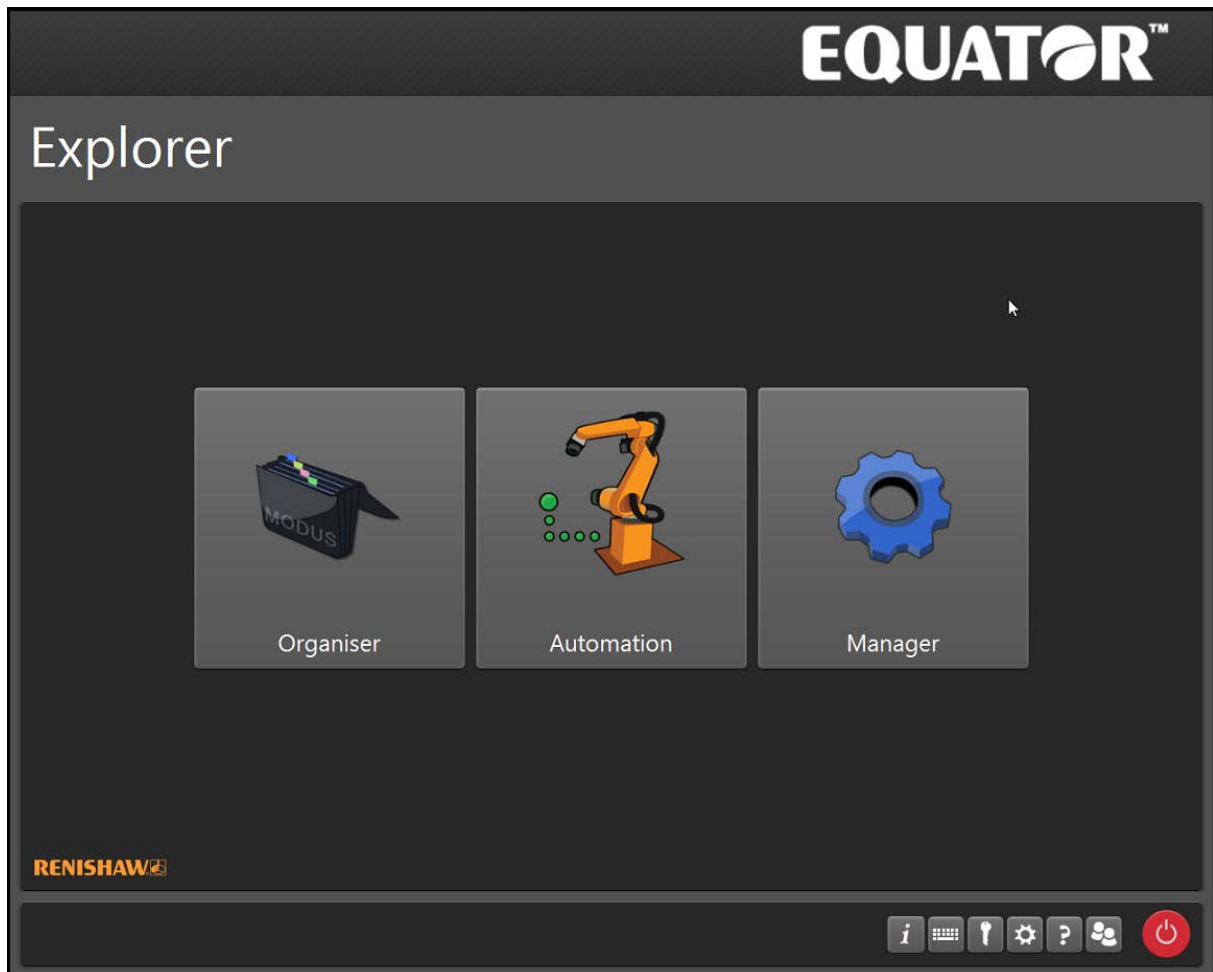 EQUATOR™
Explorer
MODUS
Organiser
Automation
Manager
RENISHAW
i
?